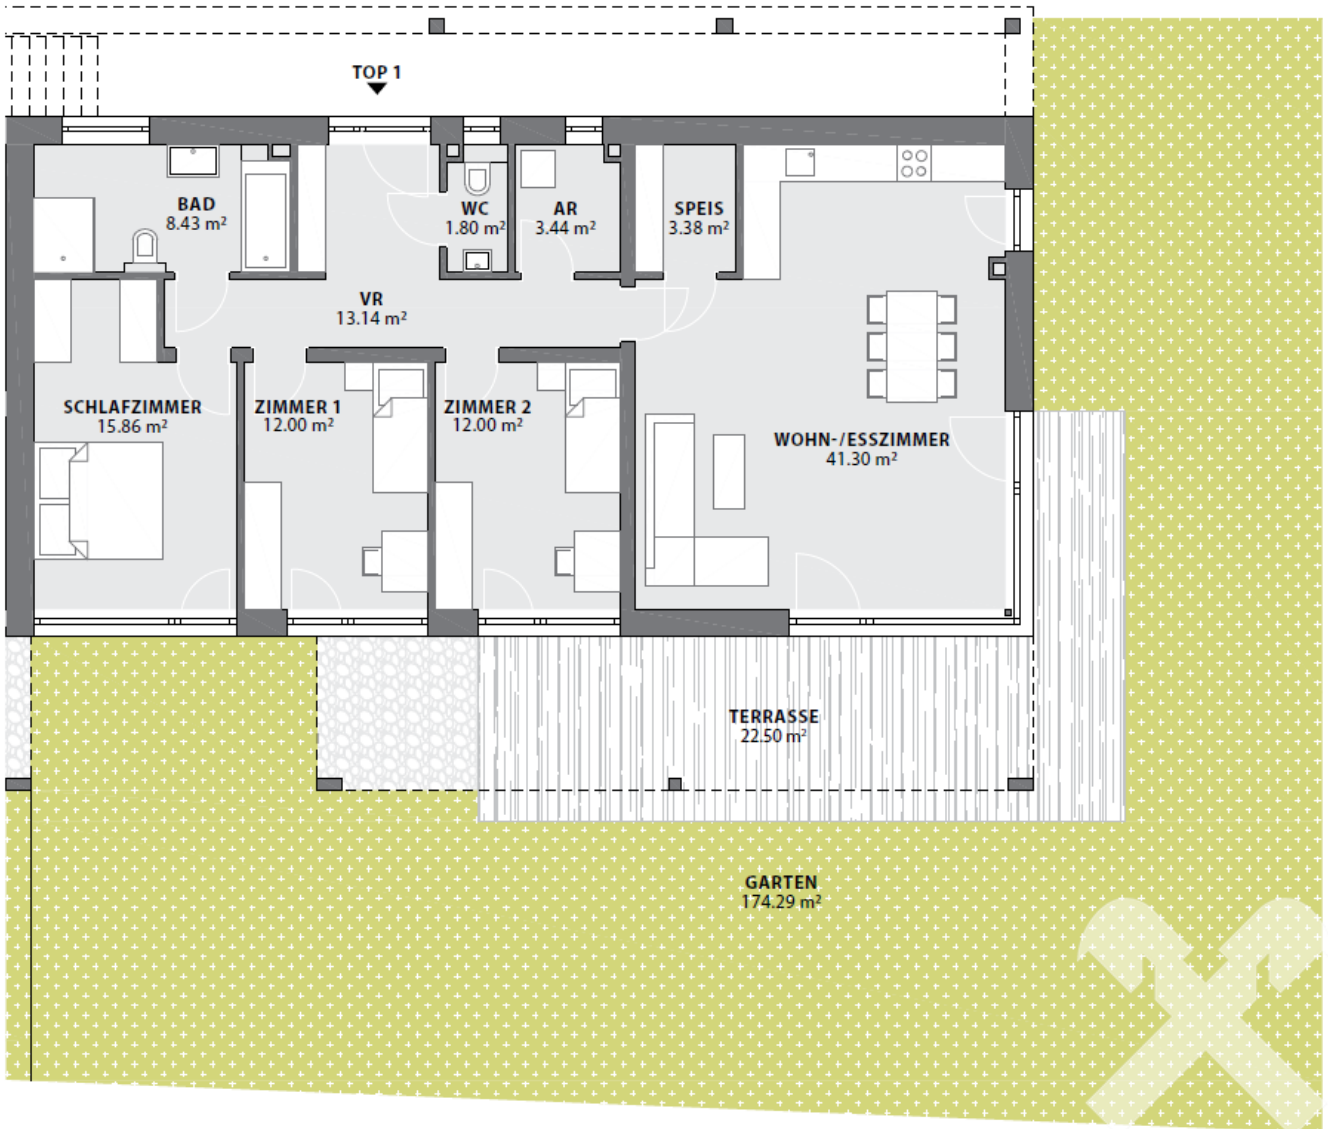 TOP 1
BAD
8.43 m²
WC
1.80 m²
AR
3.44 m²
SPEIS
3.38 m²
VR
13.14 m²
SCHLAFZIMMER
15.86 m²
ZIMMER 1
12.00 m²
ZIMMER 2
12.00 m²
WOHN-/ESSZIMMER
41.30 m²
TERRASSE
22.50 m²
GARTEN
174.29 m²